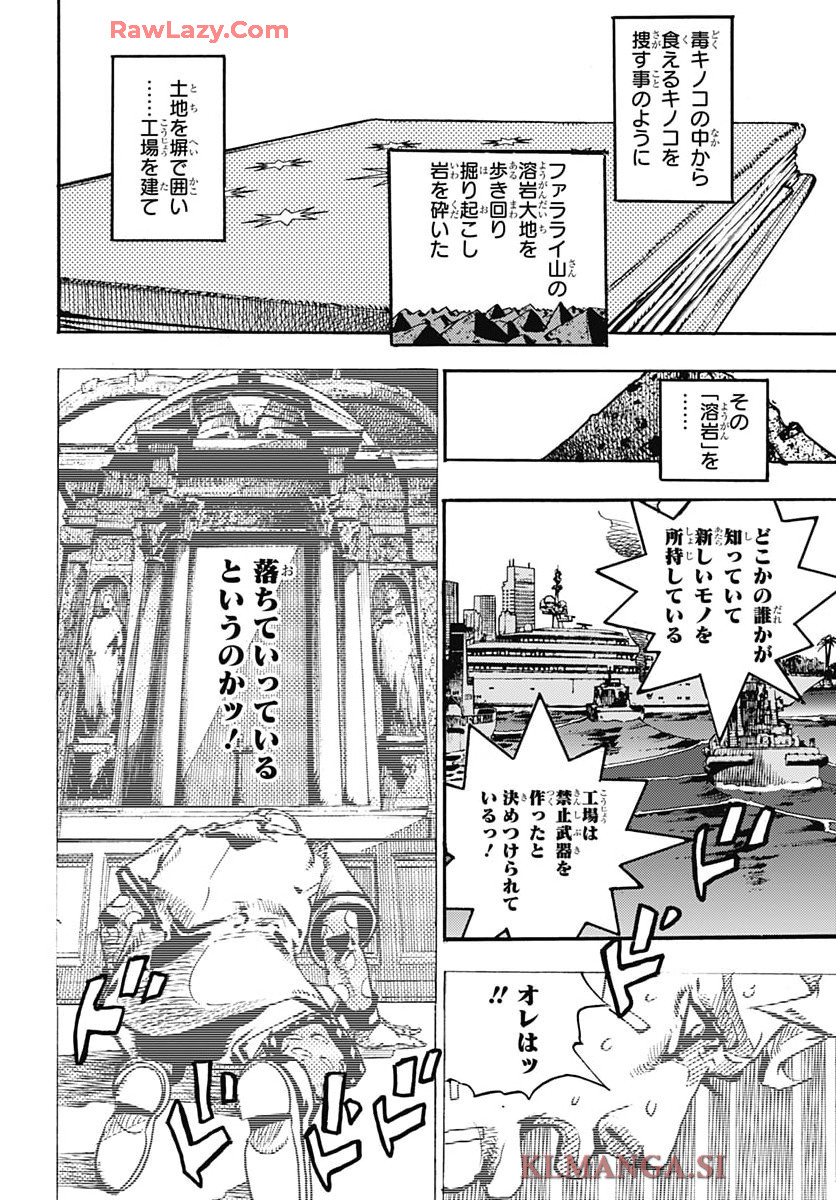 RawLazy.Com
毒キノコの中から
食えるキノコを
捜す事のように
ファラライ山の
溶岩大地を
歩き回り
掘り起こし
岩を砕いた
土地を塀で囲い
……工場を建て
その
「溶岩」を
……
どこかの誰かが
知っていて
新しいモノを
所持している
工場は
禁止武器を
作ったと
決めつけられて
いるっ！
ドドド
オレはッ
!!
落ちていっている
というのかッ！
ドドドド
KLMANGA.SI